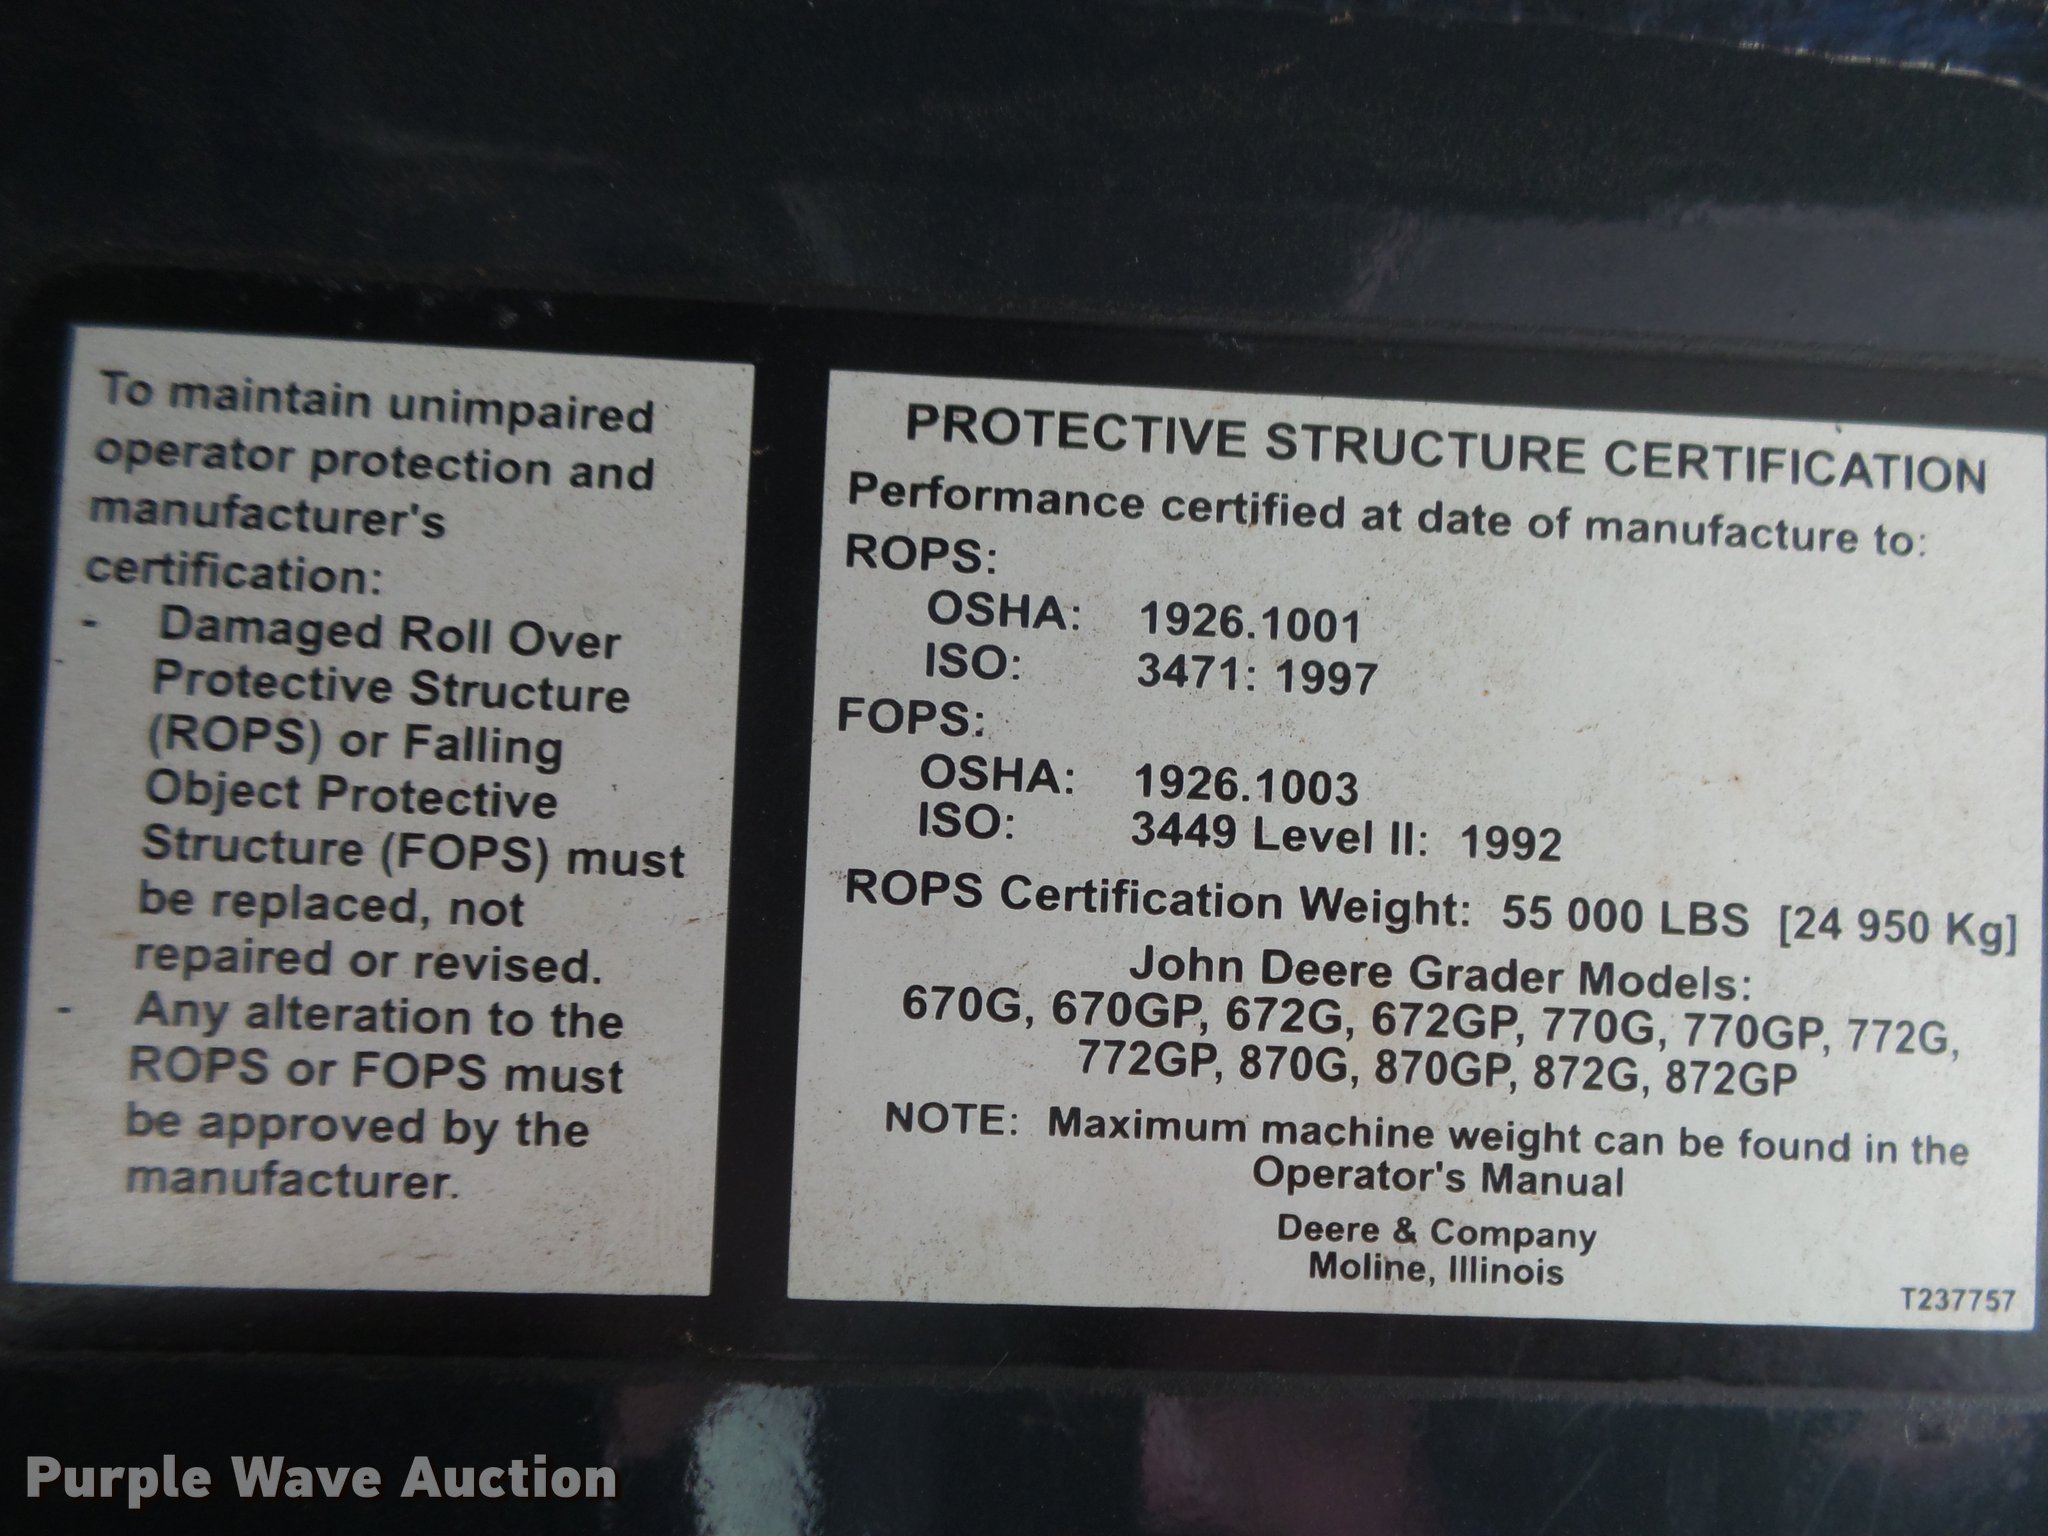 To maintain unimpaired
operator protection and
manufacturer's
certification:
- Damaged Roll Over
Protective Structure
(ROPS) or Falling
Object Protective
Structure (FOPS) must
be replaced, not
repaired or revised.
- Any alteration to the
ROPS or FOPS must
be approved by the
manufacturer.
PROTECTIVE STRUCTURE CERTIFICATION
Performance certified at date of manufacture to:
ROPS:
OSHA: 1926.1001
ISO: 3471: 1997
FOPS:
OSHA: 1926.1003
ISO: 3449 Level II: 1992
ROPS Certification Weight: 55 000 LBS [24 950 Kg]
John Deere Grader Models:
670G, 670GP, 672G, 672GP, 770G, 770GP, 772G,
772GP, 870G, 870GP, 872G, 872GP
NOTE: Maximum machine weight can be found in the
Operator's Manual
Deere & Company
Moline, Illinois
T237757
Purple Wave Auction